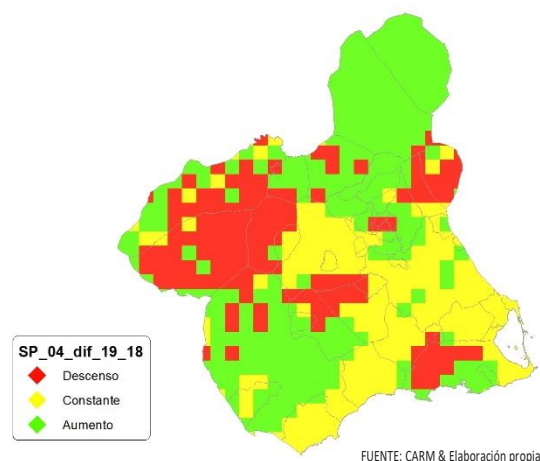 SP_04_dif_19_18
Descenso
Constante
Aumento
FUENTE: CARM & Elaboración propia